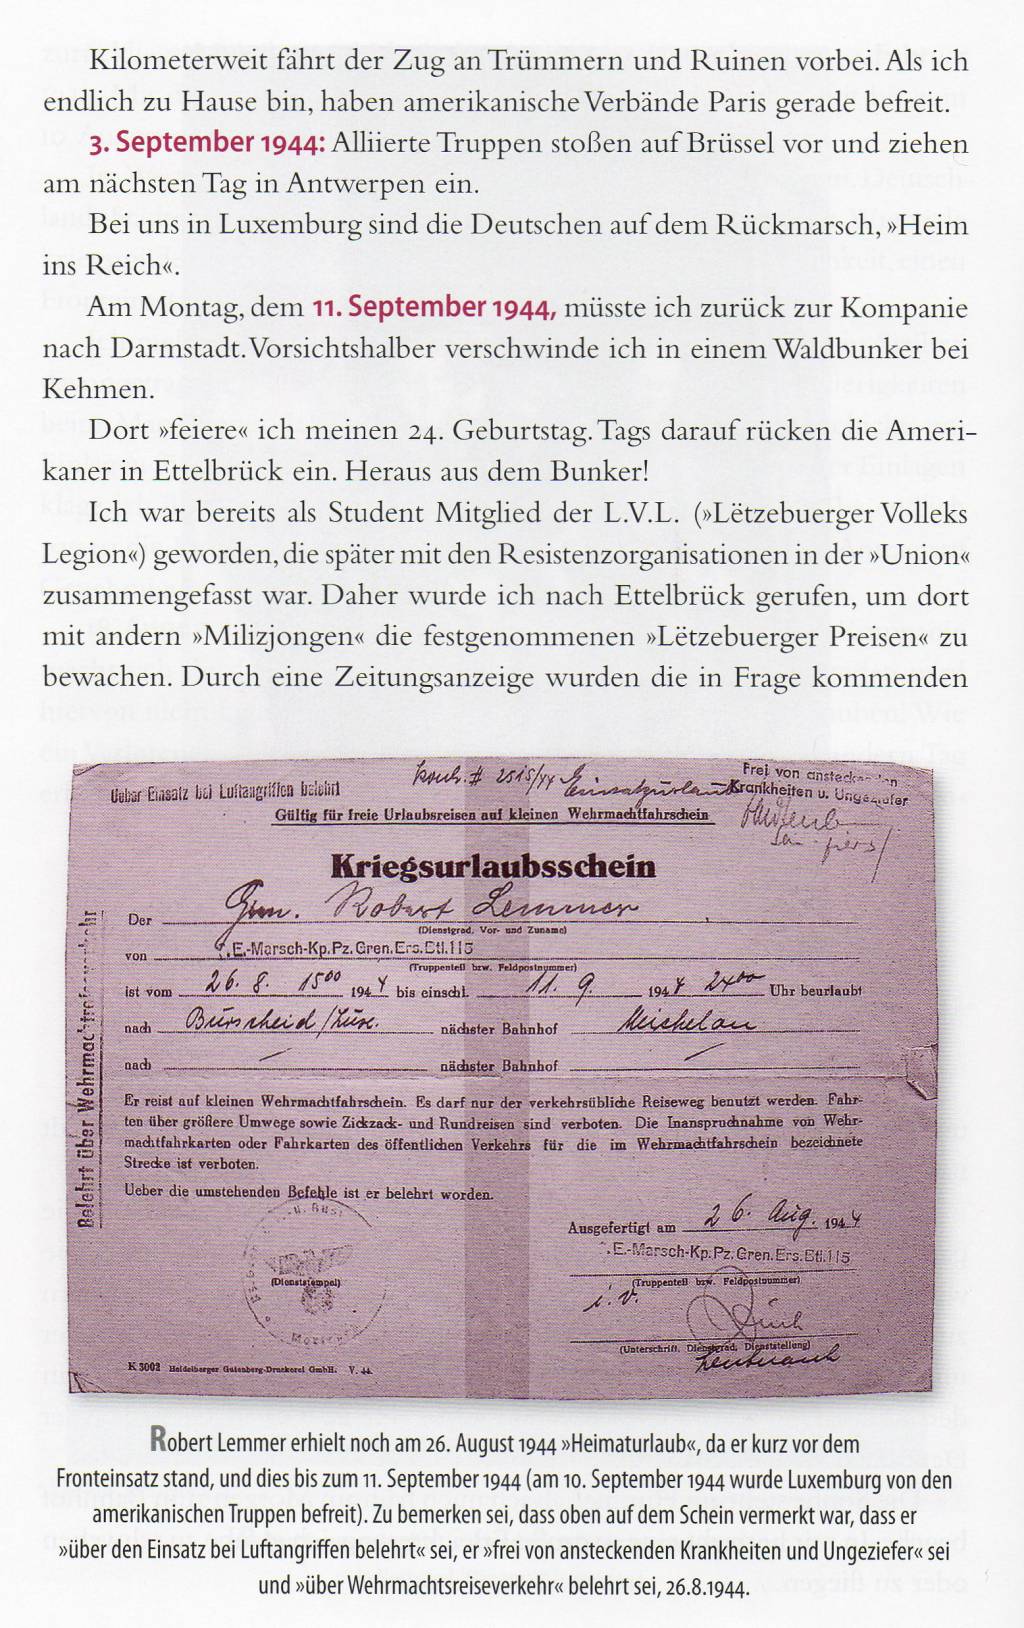 Kilometerweit fährt der Zug an Trümmern und Ruinen vorbei. Als ich
endlich zu Hause bin, haben amerikanische Verbände Paris gerade befreit.
3. September 1944: Alliierte Truppen stoßen auf Brüssel vor und ziehen
am nächsten Tag in Antwerpen ein.
Bei uns in Luxemburg sind die Deutschen auf dem Rückmarsch, »Heim
ins Reich«.
Am Montag, dem 11. September 1944, müsste ich zurück zur Kompanie
nach Darmstadt. Vorsichtshalber verschwinde ich in einem Waldbunker bei
Kehmen.
Dort »feiere« ich meinen 24. Geburtstag. Tags darauf rücken die Ameri-
kaner in Ettelbrück ein. Heraus aus dem Bunker!
Ich war bereits als Student Mitglied der L.V.L. (»Lëtzebuerger Volleks
Legion«) geworden, die später mit den Resistenzorganisationen in der »Union«
zusammengefasst war. Daher wurde ich nach Ettelbrück gerufen, um dort
mit andern »Milizjongen« die festgenommenen »Lëtzebuerger Preisen« zu
bewachen. Durch eine Zeitungsanzeige wurden die in Frage kommenden
Ueber Einsatz bei Luftangriffen belehrt
# 2515/44 Einsatzurlaub
Frei von ansteckenden
Krankheiten u. Ungeziefer
Gültig für freie Urlaubsreisen auf kleinen Wehrmachtfahrschein
Kriegsurlaubsschein
Der Gren. Robert Lemmer
(Dienstgrad, Vor- und Zuname)
von E.-Marsch-Kp. Pz. Gren. Ers. Btl. 115
(Truppenteil bzw. Feldpostnummer)
ist vom 26. 8. 15⁰⁰ 1944 bis einschl. 11. 9. 1944 24⁰⁰ Uhr beurlaubt
nach Burscheid / Lux. nächster Bahnhof Michelau
nach — nächster Bahnhof —
Er reist auf kleinen Wehrmachtfahrschein. Es darf nur der verkehrsübliche Reiseweg benutzt werden. Fahr-
ten über größere Umwege sowie Zickzack- und Rundreisen sind verboten. Die Inanspruchnahme von Wehr-
machtfahrkarten oder Fahrkarten des öffentlichen Verkehrs für die im Wehrmachtfahrschein bezeichnete
Strecke ist verboten.
Ueber die umstehenden Befehle ist er belehrt worden.
Belehrt über Wehrmachtreiseverkehr
Ausgefertigt am 26. Aug. 1944
E.-Marsch-Kp. Pz. Gren. Ers. Btl. 115
(Truppenteil bzw. Feldpostnummer)
(Dienststempel)
i. V.
(Unterschrift, Dienstgrad, Dienststellung)
Leutnant
K 3002 Heidelberger Gutenberg-Druckerei GmbH. V. 44
Robert Lemmer erhielt noch am 26. August 1944 »Heimaturlaub«, da er kurz vor dem
Fronteinsatz stand, und dies bis zum 11. September 1944 (am 10. September 1944 wurde Luxemburg von den
amerikanischen Truppen befreit). Zu bemerken sei, dass oben auf dem Schein vermerkt war, dass er
»über den Einsatz bei Luftangriffen belehrt« sei, er »frei von ansteckenden Krankheiten und Ungeziefer« sei
und »über Wehrmachtsreiseverkehr« belehrt sei, 26.8.1944.